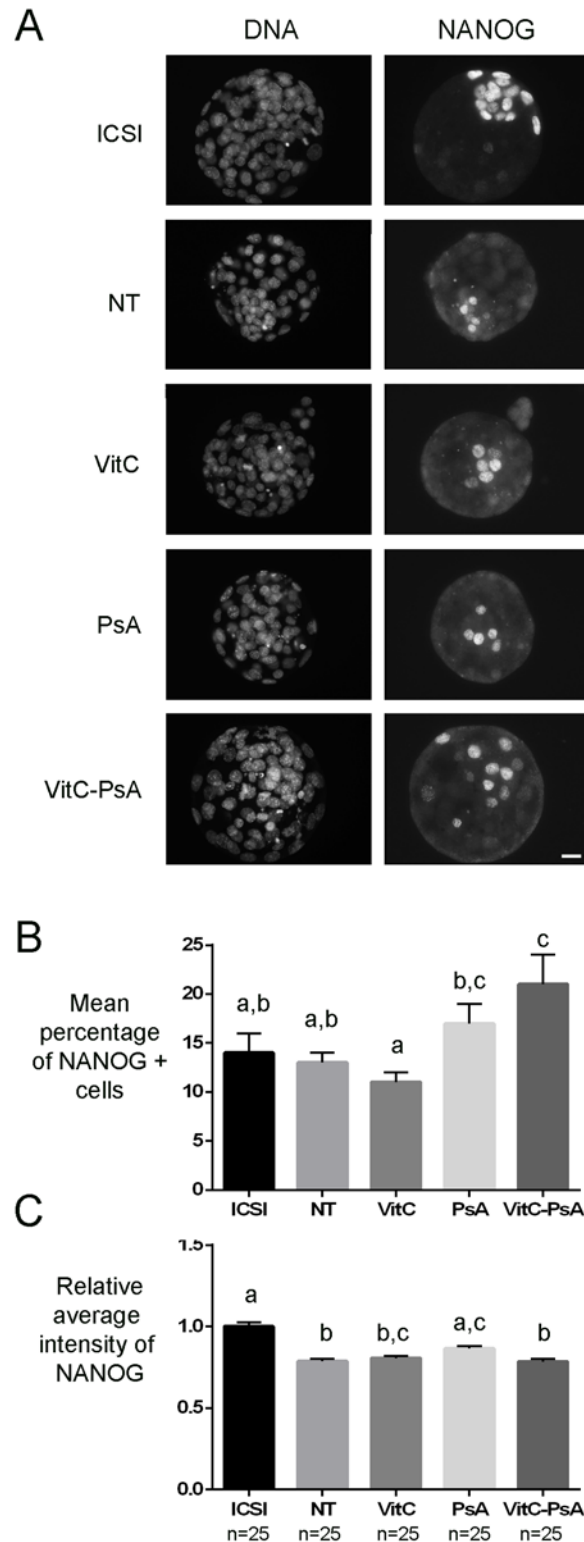 A
DNA NANOG
ICSI
NT
VitC
PsA
VitC-PsA
B
Mean
percentage
of NANOG +
cells
25
20
15
10
5
0
a,b a,b a b,c c
ICSI NT VitC PsA VitC-PsA
C
Relative
average
intensity of
NANOG
1.5
1.0
0.5
0.0
a b b,c a,c b
ICSI NT VitC PsA VitC-PsA
n=25 n=25 n=25 n=25 n=25